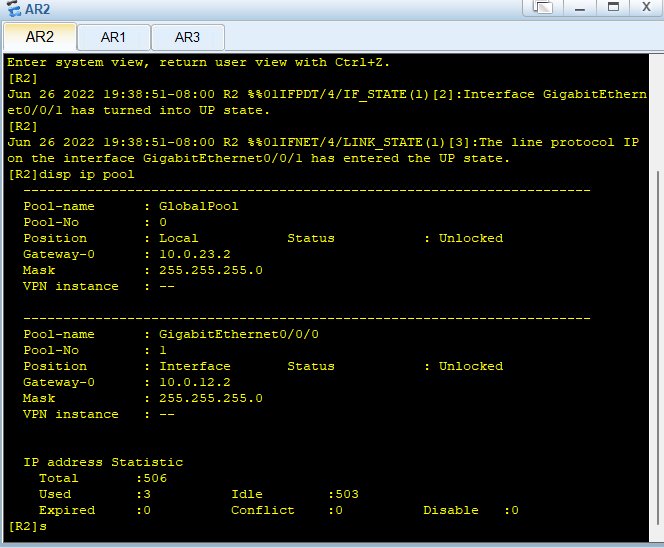 AR2
AR2 AR1 AR3
Enter system view, return user view with Ctrl+Z.
[R2]
Jun 26 2022 19:38:51-08:00 R2 %%01IFPDT/4/IF_STATE(l)[2]:Interface GigabitEthern
et0/0/1 has turned into UP state.
[R2]
Jun 26 2022 19:38:51-08:00 R2 %%01IFNET/4/LINK_STATE(l)[3]:The line protocol IP
on the interface GigabitEthernet0/0/1 has entered the UP state.
[R2]disp ip pool
-----------------------------------------------------------------------
Pool-name : GlobalPool
Pool-No : 0
Position : Local Status : Unlocked
Gateway-0 : 10.0.23.2
Mask : 255.255.255.0
VPN instance : --
-----------------------------------------------------------------------
Pool-name : GigabitEthernet0/0/0
Pool-No : 1
Position : Interface Status : Unlocked
Gateway-0 : 10.0.12.2
Mask : 255.255.255.0
VPN instance : --
IP address Statistic
Total :506
Used :3 Idle :503
Expired :0 Conflict :0 Disable :0
[R2]s